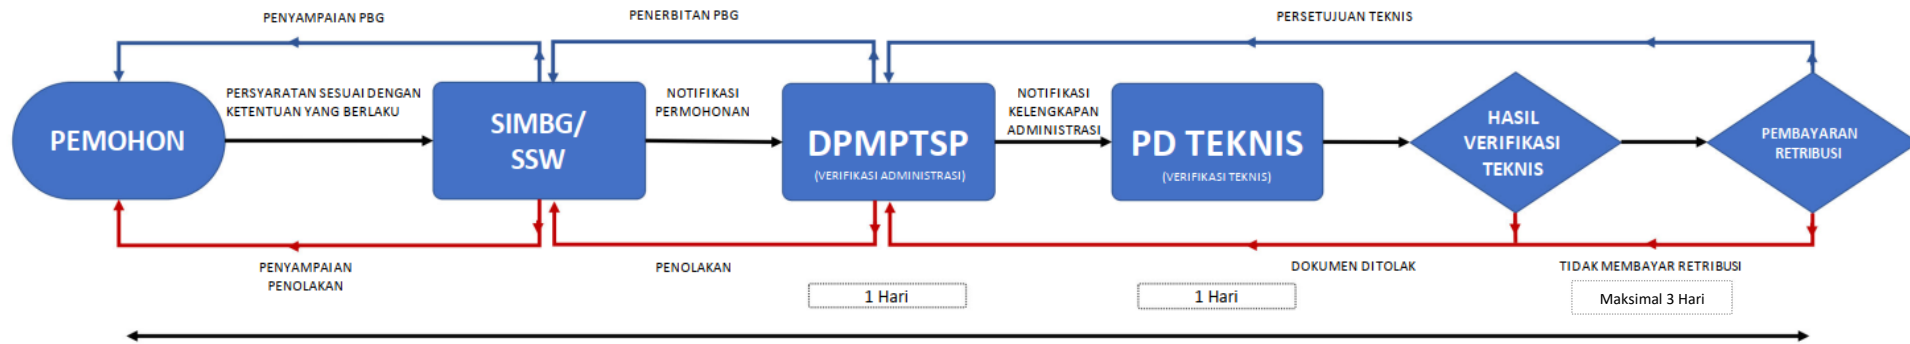 PENYAMPAIAN PBG
PENERBITAN PBG
PERSETUJUAN TEKNIS
PEMOHON
PERSYARATAN SESUAI DENGAN
KETENTUAN YANG BERLAKU
SIMBG/
SSW
NOTIFIKASI
PERMOHONAN
DPMPTSP
(VERIFIKASI ADMINISTRASI)
NOTIFIKASI
KELENGKAPAN
ADMINISTRASI
PD TEKNIS
(VERIFIKASI TEKNIS)
HASIL
VERIFIKASI
TEKNIS
PEMBAYARAN
RETRIBUSI
PENYAMPAIAN
PENOLAKAN
PENOLAKAN
DOKUMEN DITOLAK
TIDAK MEMBAYAR RETRIBUSI
1 Hari
1 Hari
Maksimal 3 Hari